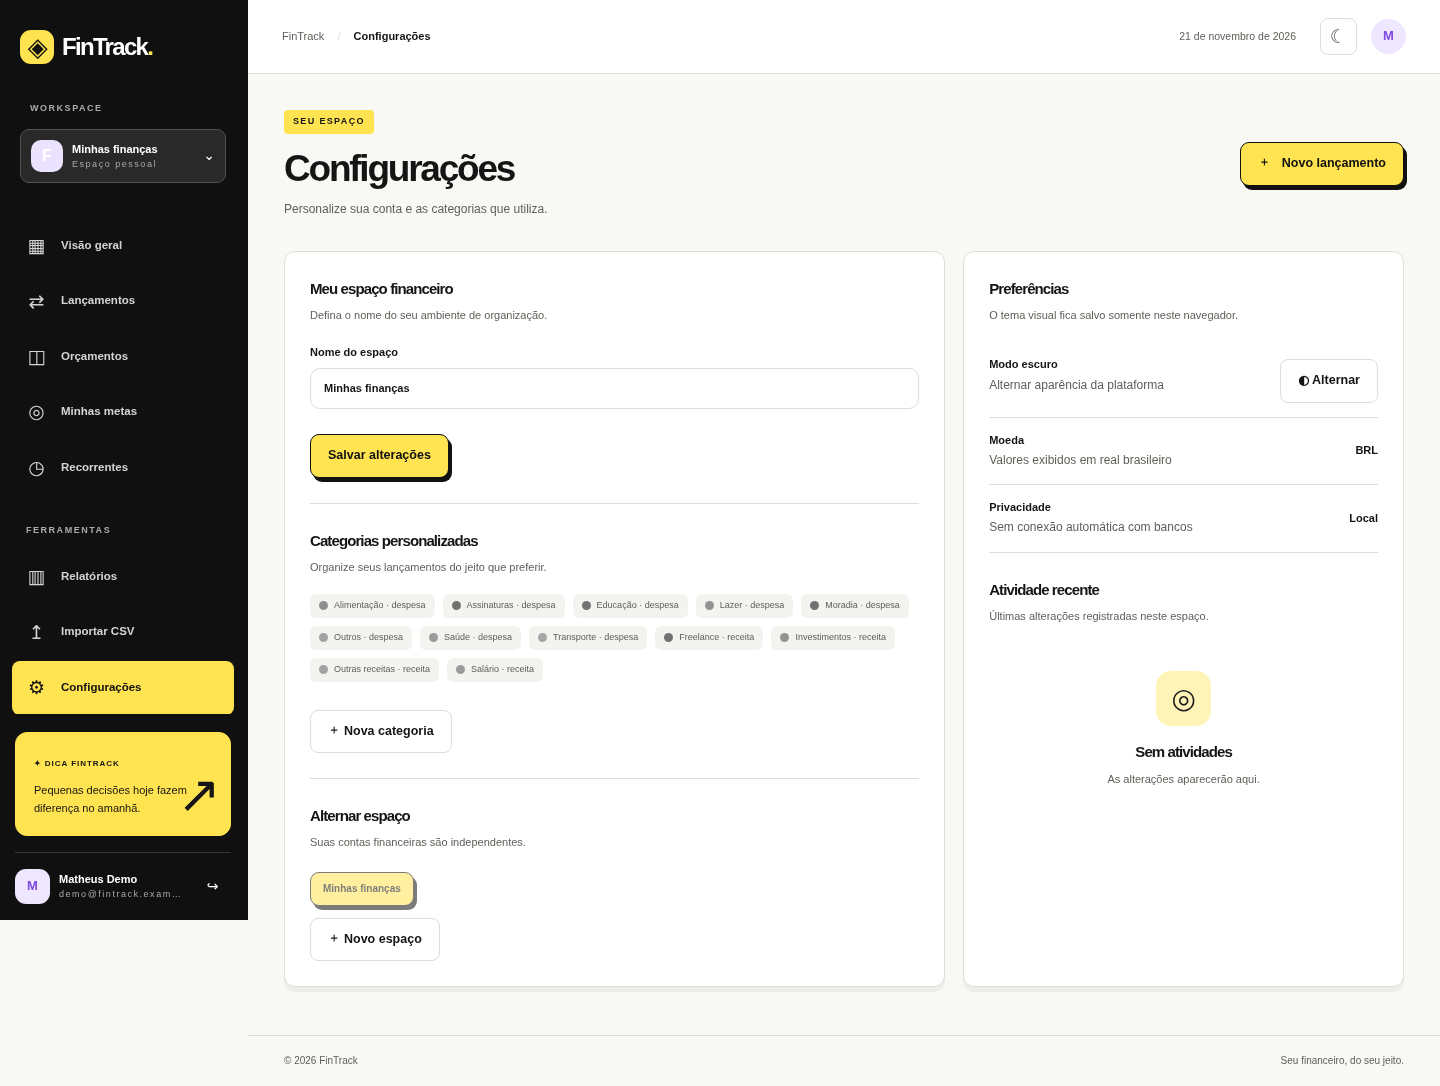 FinTrack.
WORKSPACE
F
Minhas finanças
Espaço pessoal
Visão geral
Lançamentos
Orçamentos
Minhas metas
Recorrentes
FERRAMENTAS
Relatórios
Importar CSV
Configurações
✦ DICA FINTRACK
Pequenas decisões hoje fazem
diferença no amanhã.
M
Matheus Demo
demo@fintrack.exam…
FinTrack / Configurações
21 de novembro de 2026
M
SEU ESPAÇO
Configurações
Personalize sua conta e as categorias que utiliza.
+ Novo lançamento
Meu espaço financeiro
Defina o nome do seu ambiente de organização.
Nome do espaço
Minhas finanças
Salvar alterações
Categorias personalizadas
Organize seus lançamentos do jeito que preferir.
Alimentação · despesa
Assinaturas · despesa
Educação · despesa
Lazer · despesa
Moradia · despesa
Outros · despesa
Saúde · despesa
Transporte · despesa
Freelance · receita
Investimentos · receita
Outras receitas · receita
Salário · receita
+ Nova categoria
Alternar espaço
Suas contas financeiras são independentes.
Minhas finanças
+ Novo espaço
Preferências
O tema visual fica salvo somente neste navegador.
Modo escuro
Alternar aparência da plataforma
◐ Alternar
Moeda
Valores exibidos em real brasileiro
BRL
Privacidade
Sem conexão automática com bancos
Local
Atividade recente
Últimas alterações registradas neste espaço.
Sem atividades
As alterações aparecerão aqui.
© 2026 FinTrack
Seu financeiro, do seu jeito.